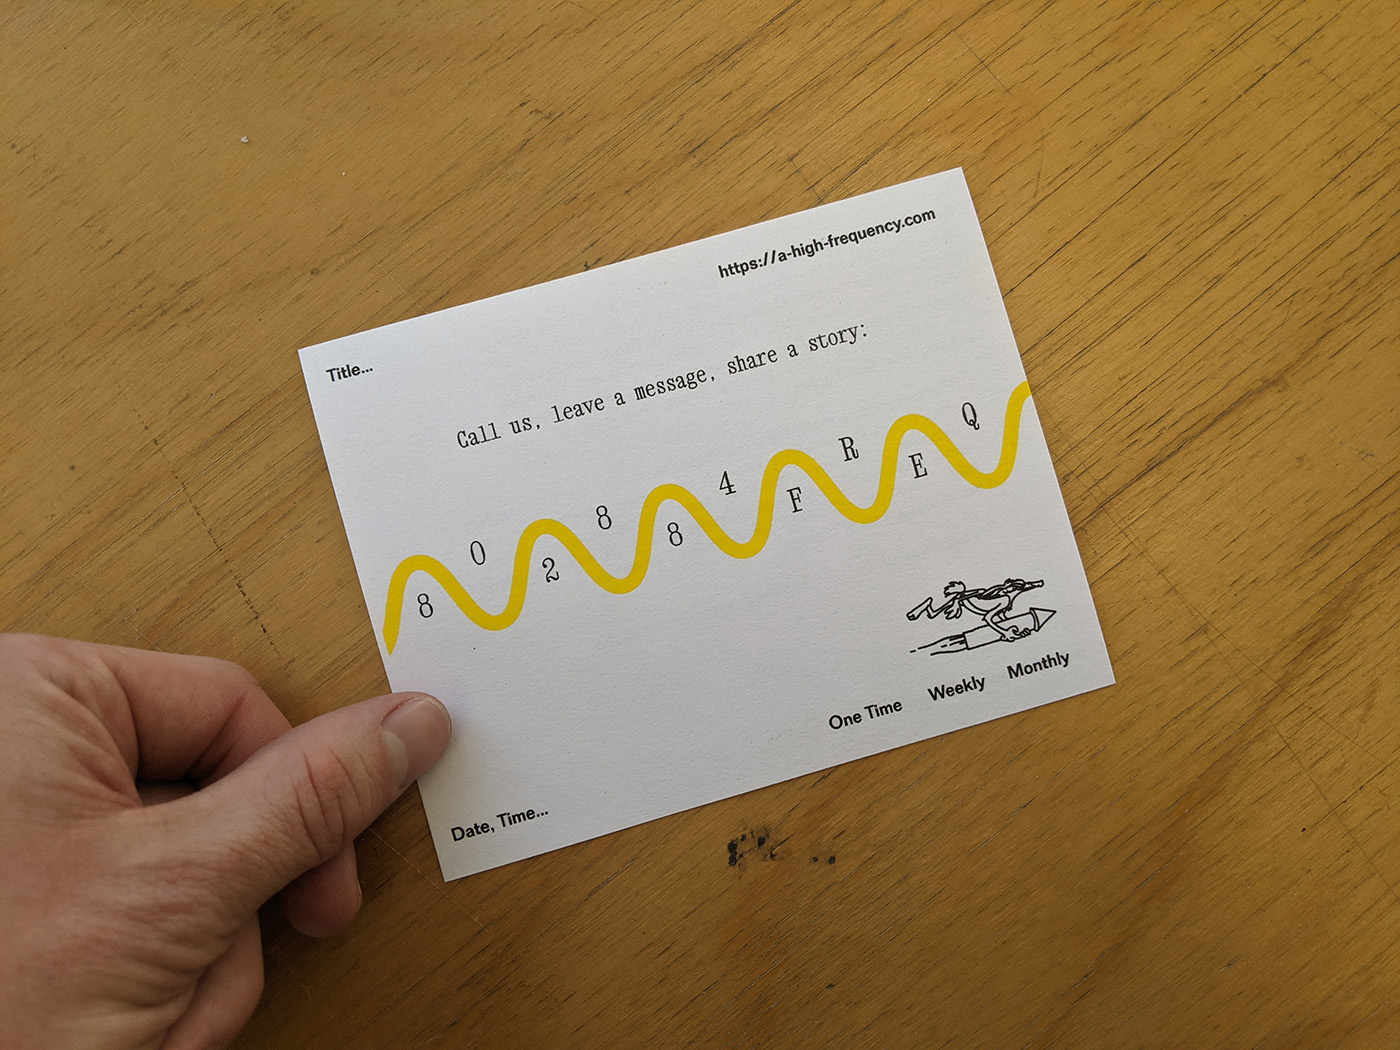 https://a-high-frequency.com
Title...
Call us, leave a message, share a story:
8 0 2 8 8 4 F R E Q
One Time Weekly Monthly
Date, Time...